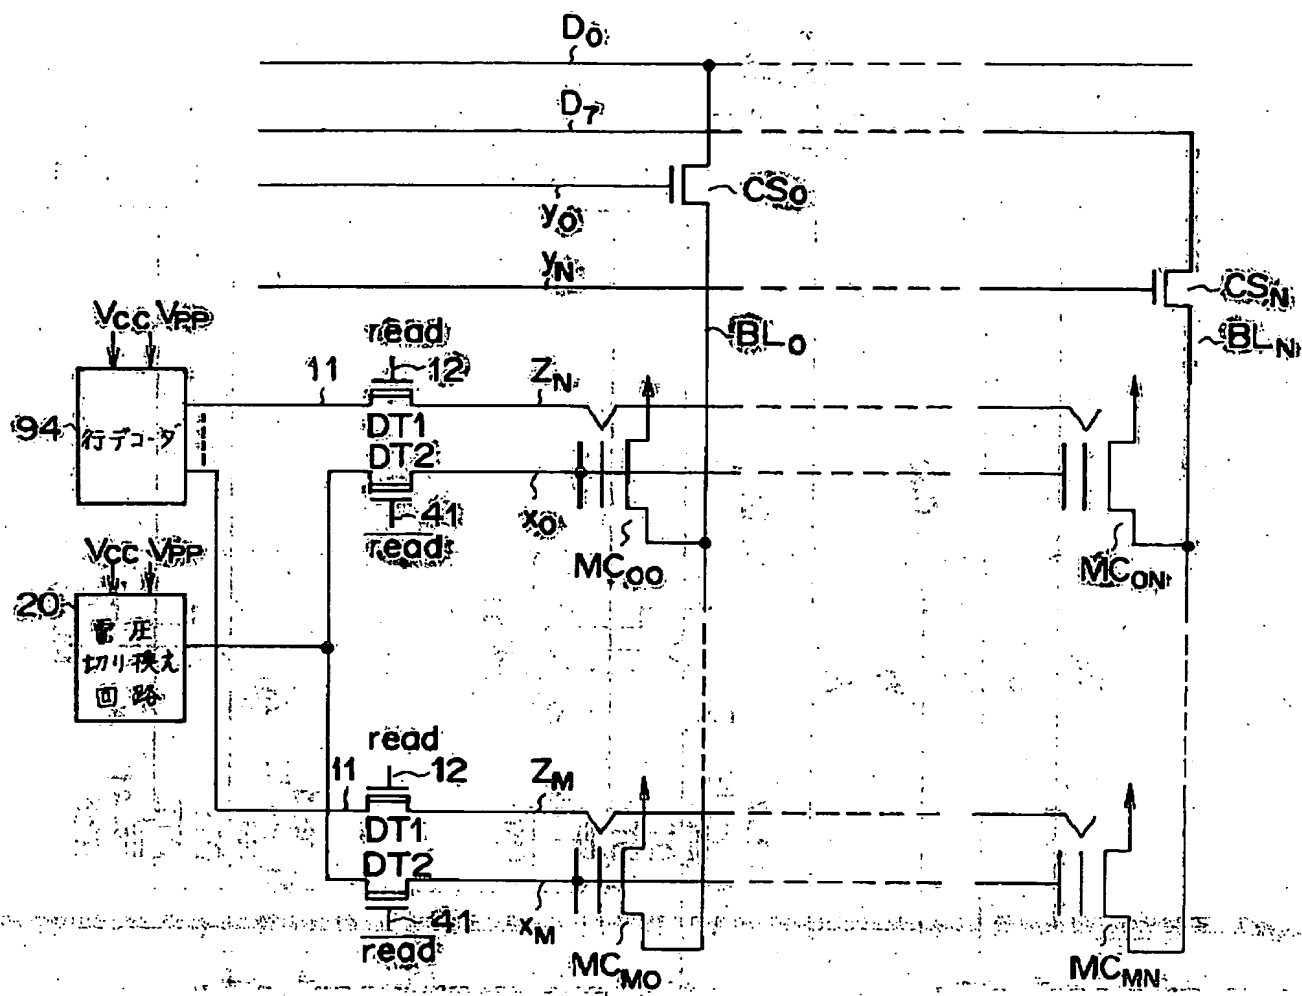 D0
D7
CS0
y0
yN
CSN
VCC VPP
read
BL0
BLN
11
12
ZN
94
行デコーダ
DT1
DT2
x0
41
read
MC00
MC0N
VCC VPP
20
電圧
切り換え
回路
read
11
12
ZM
DT1
DT2
xM
41
read
MCM0
MCMN